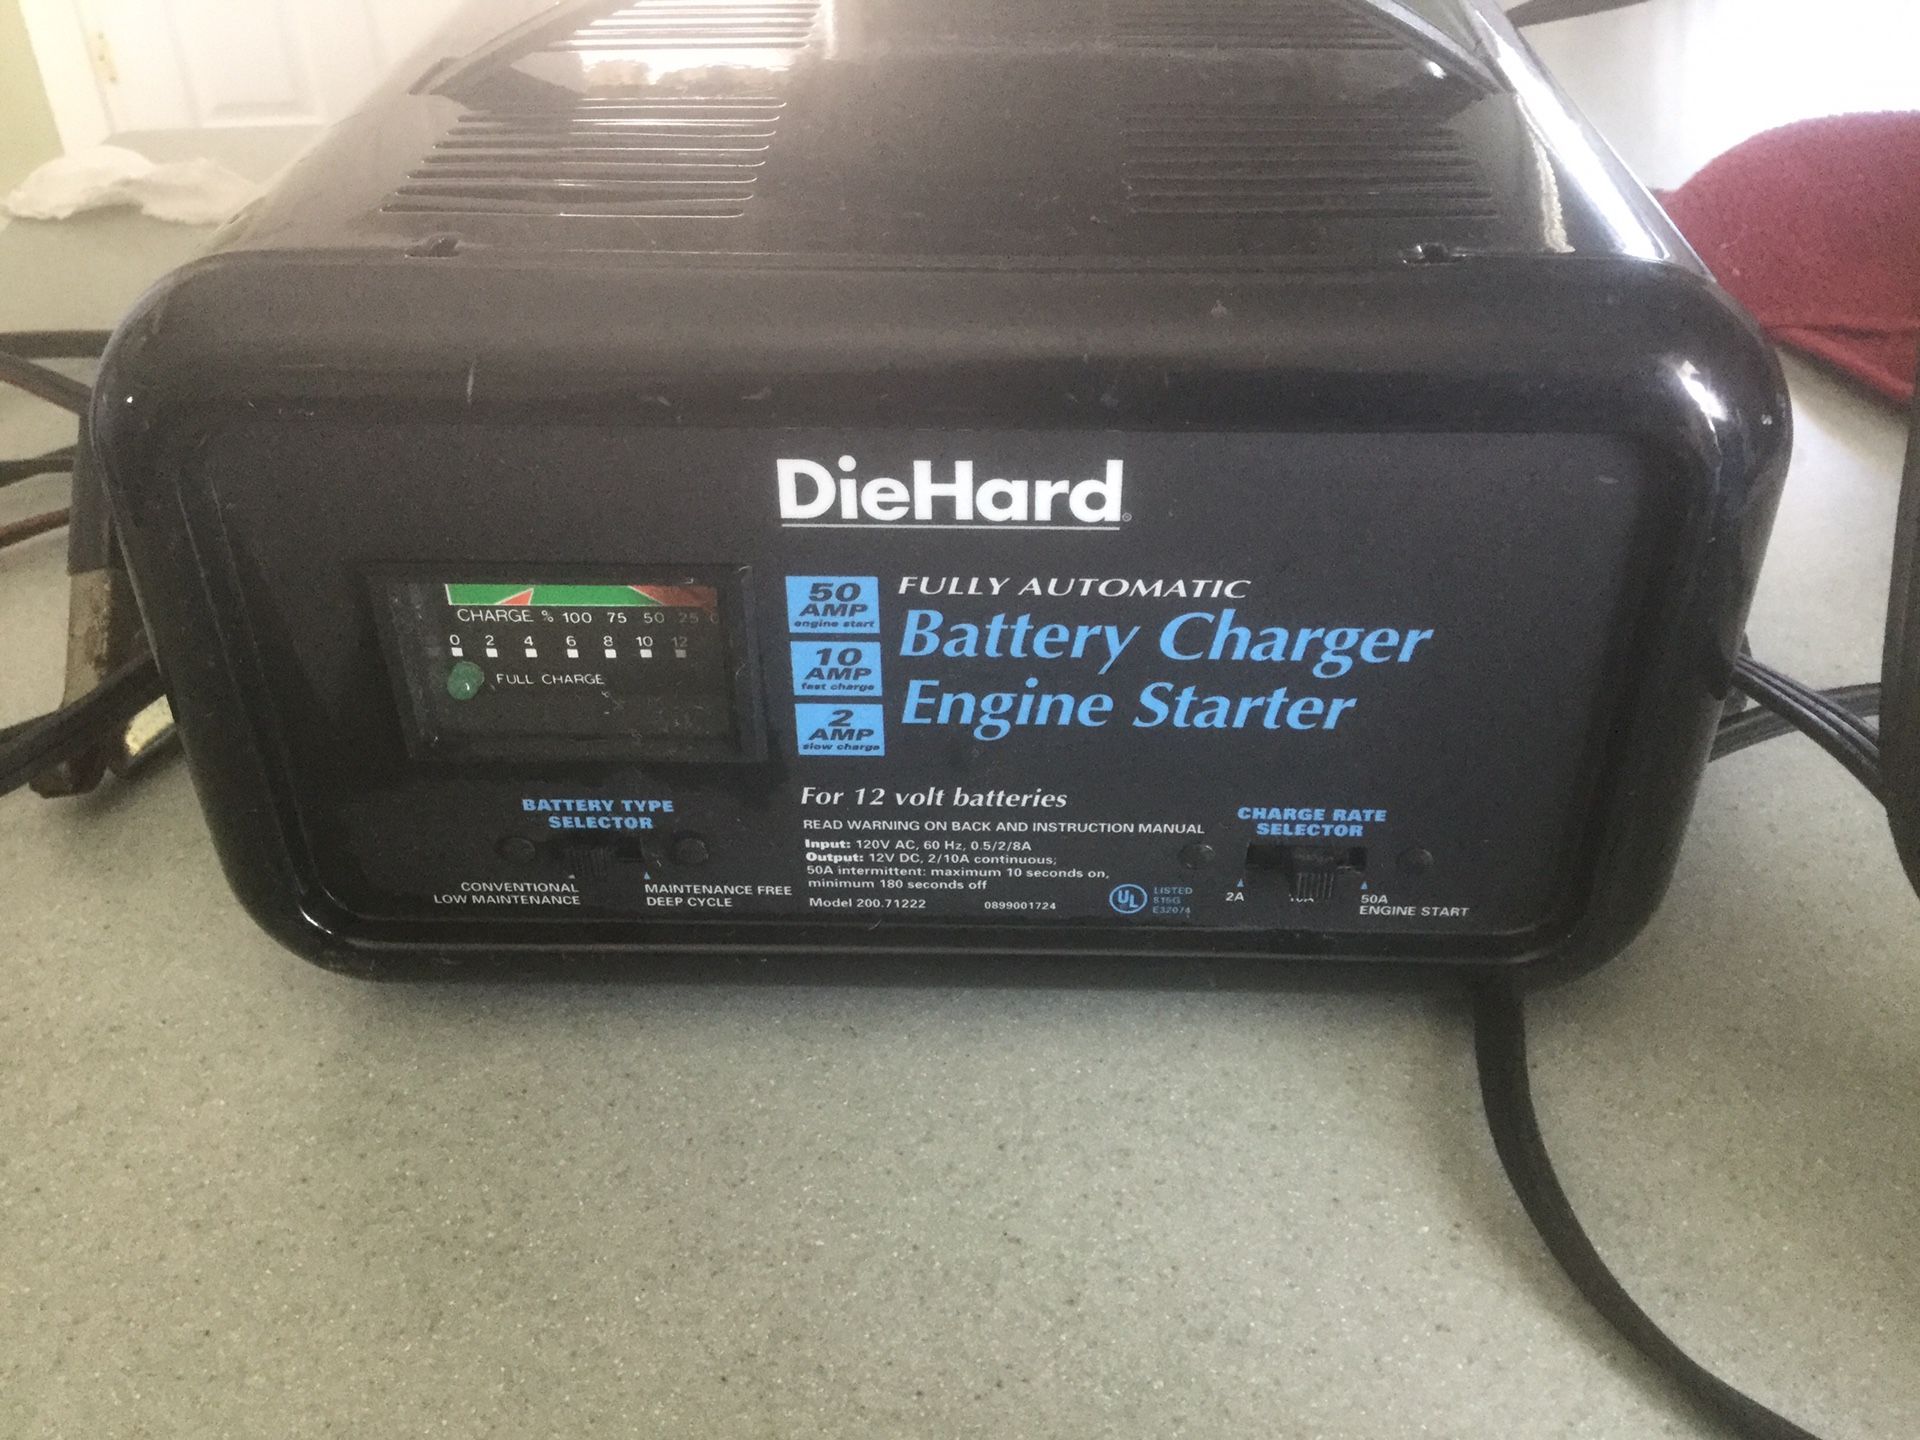 DieHard®
CHARGE % 100 75 50 25 0
0 2 4 6 8 10 12
FULL CHARGE
50
AMP
engine start
10
AMP
fast charge
2
AMP
slow charge
FULLY AUTOMATIC
Battery Charger
Engine Starter
BATTERY TYPE
SELECTOR
CONVENTIONAL
LOW MAINTENANCE
MAINTENANCE FREE
DEEP CYCLE
For 12 volt batteries
READ WARNING ON BACK AND INSTRUCTION MANUAL
Input: 120V AC, 60 Hz, 0.5/2/8A
Output: 12V DC, 2/10A continuous;
50A intermittent: maximum 10 seconds on,
minimum 180 seconds off
Model 200.71222 0899001724
UL
LISTED
E32074
CHARGE RATE
SELECTOR
2A
50A
ENGINE START